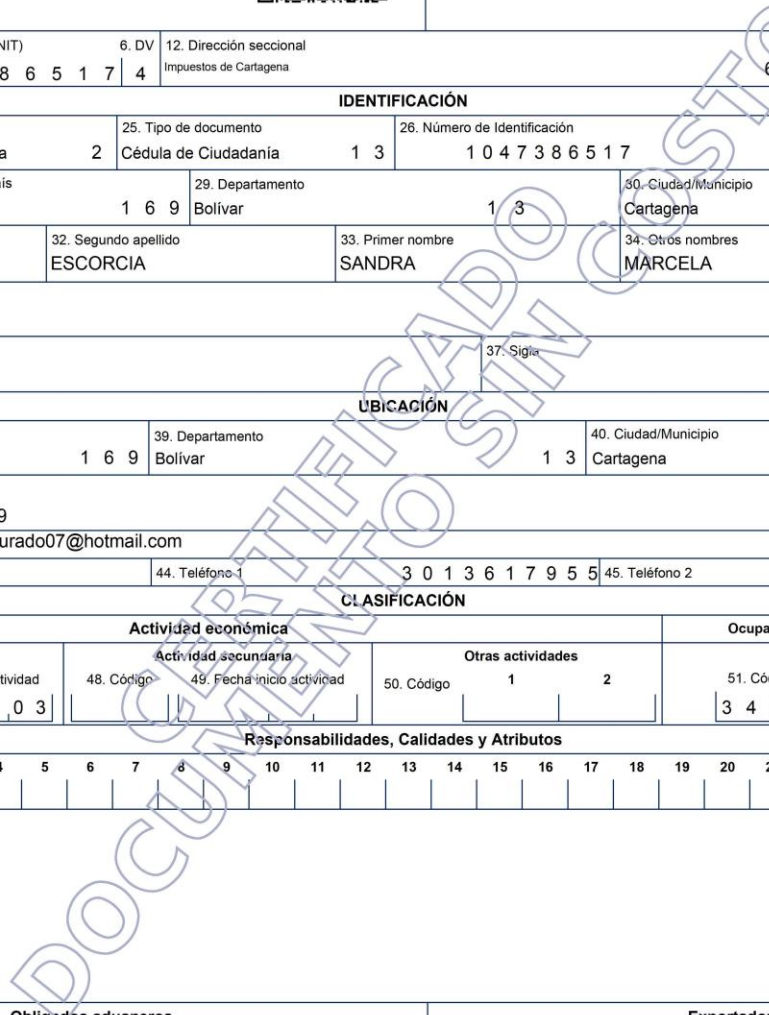 NIT) 6. DV 12. Dirección seccional
8 6 5 1 7 4 Impuestos de Cartagena 6
IDENTIFICACIÓN
25. Tipo de documento 26. Número de Identificación
a 2 Cédula de Ciudadanía 1 3 1 0 4 7 3 8 6 5 1 7
ís 29. Departamento 30. Ciudad/Municipio
1 6 9 Bolívar 1 3 Cartagena
32. Segundo apellido 33. Primer nombre 34. Otros nombres
ESCORCIA SANDRA MARCELA
37. Sigla
UBICACIÓN
39. Departamento 40. Ciudad/Municipio
1 6 9 Bolívar 1 3 Cartagena
9
urado07@hotmail.com
44. Teléfono 1 3 0 1 3 6 1 7 9 5 5 45. Teléfono 2
CLASIFICACIÓN
Actividad económica Ocupa
Actividad secundaria Otras actividades
tividad 48. Código 49. Fecha inicio actividad 50. Código 1 2 51. Có
0 3 3 4
Responsabilidades, Calidades y Atributos
4 5 6 7 8 9 10 11 12 13 14 15 16 17 18 19 20 2
CERTIFICADO
DOCUMENTO SIN COSTO
Obligados aduaneros Exportador